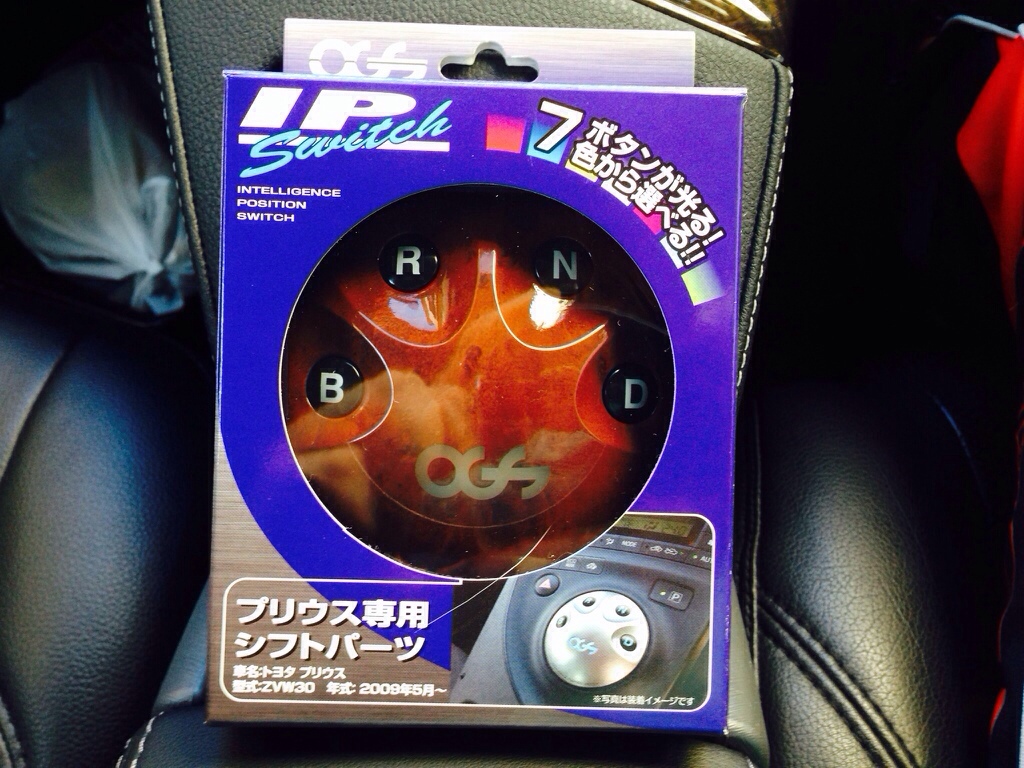 OGS
IP
Switch
INTELLIGENCE
POSITION
SWITCH
7
ボタンが光る!
色から選べる!!
R
N
B
D
OGS
MODE
AUTO
P
D
OGS
プリウス専用
シフトパーツ
車名:トヨタ プリウス
型式:ZVW30 年式: 2009年5月~
※写真は装着イメージです